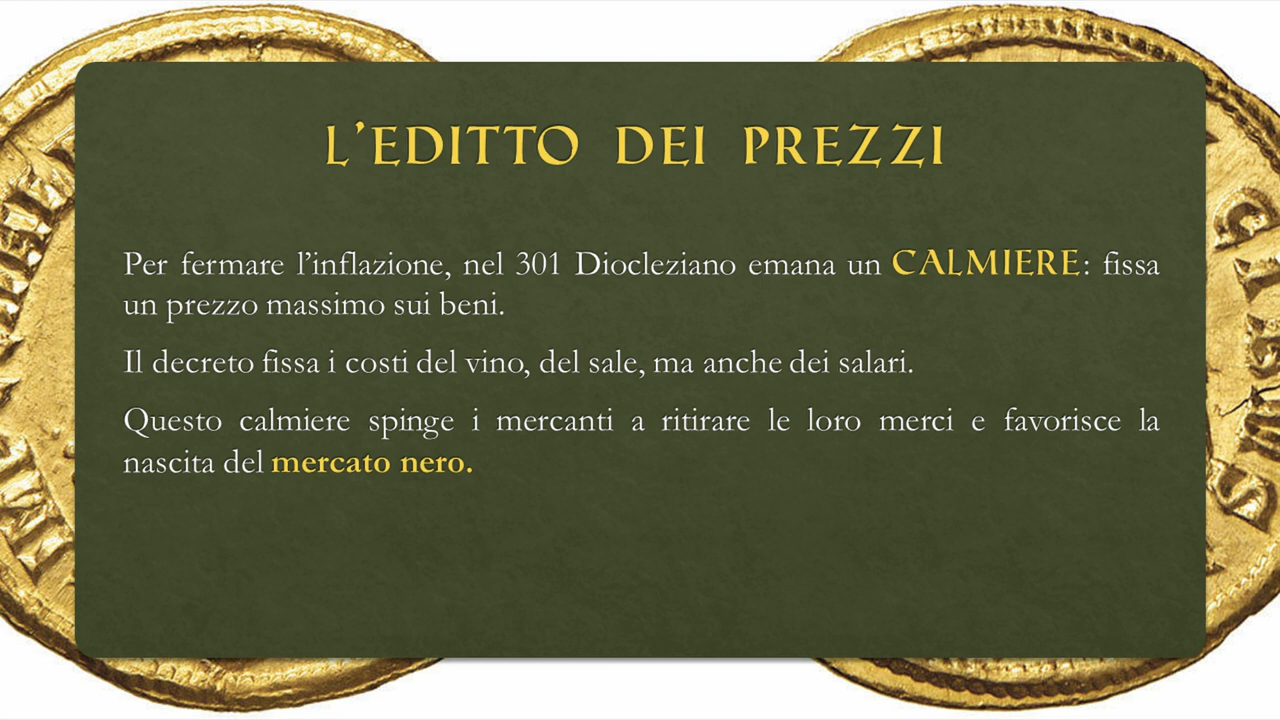 L'EDITTO DEI PREZZI
Per fermare l'inflazione, nel 301 Diocleziano emana un CALMIERE: fissa
un prezzo massimo sui beni.
Il decreto fissa i costi del vino, del sale, ma anche dei salari.
Questo calmiere spinge i mercanti a ritirare le loro merci e favorisce la
nascita del mercato nero.